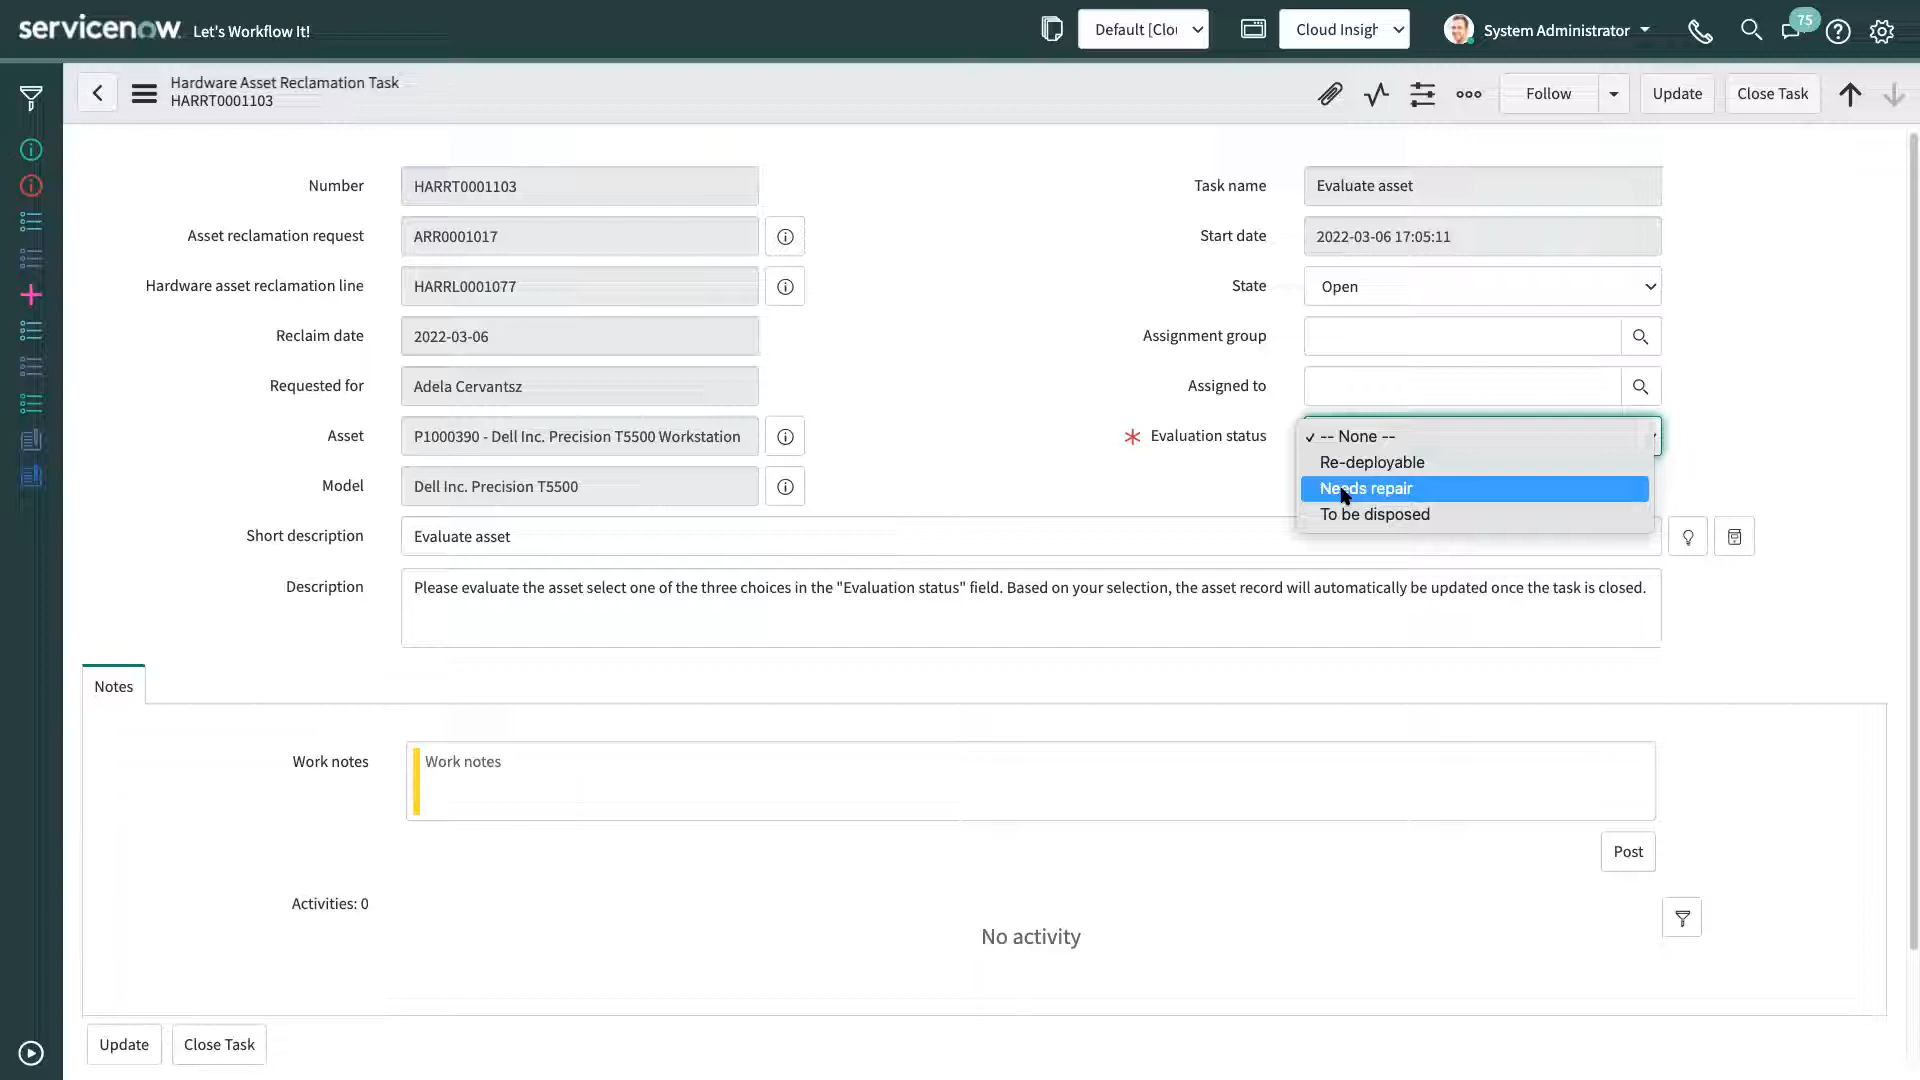 servicenow Let's Workflow It!
Default [Clou
Cloud Insigh
System Administrator
75
Hardware Asset Reclamation Task
HARRT0001103
Follow
Update
Close Task
Number
HARRT0001103
Task name
Evaluate asset
Asset reclamation request
ARR0001017
Start date
2022-03-06 17:05:11
Hardware asset reclamation line
HARRL0001077
State
Open
Reclaim date
2022-03-06
Assignment group
Requested for
Adela Cervantsz
Assigned to
Asset
P1000390 - Dell Inc. Precision T5500 Workstation
Evaluation status
-- None --
Re-deployable
Needs repair
To be disposed
Model
Dell Inc. Precision T5500
Short description
Evaluate asset
Description
Please evaluate the asset select one of the three choices in the "Evaluation status" field. Based on your selection, the asset record will automatically be updated once the task is closed.
Notes
Work notes
Work notes
Post
Activities: 0
No activity
Update
Close Task